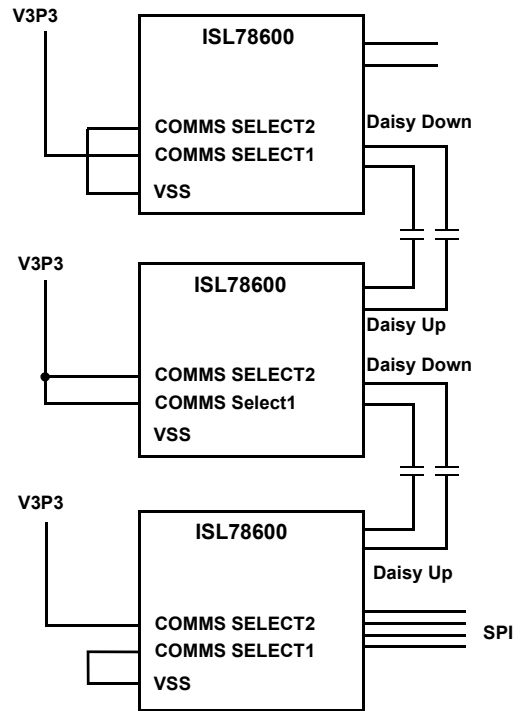 V3P3
ISL78600
COMMS SELECT2
Daisy Down
COMMS SELECT1
VSS
V3P3
ISL78600
Daisy Up
Daisy Down
COMMS SELECT2
COMMS Select1
VSS
V3P3
ISL78600
Daisy Up
COMMS SELECT2
SPI
COMMS SELECT1
VSS